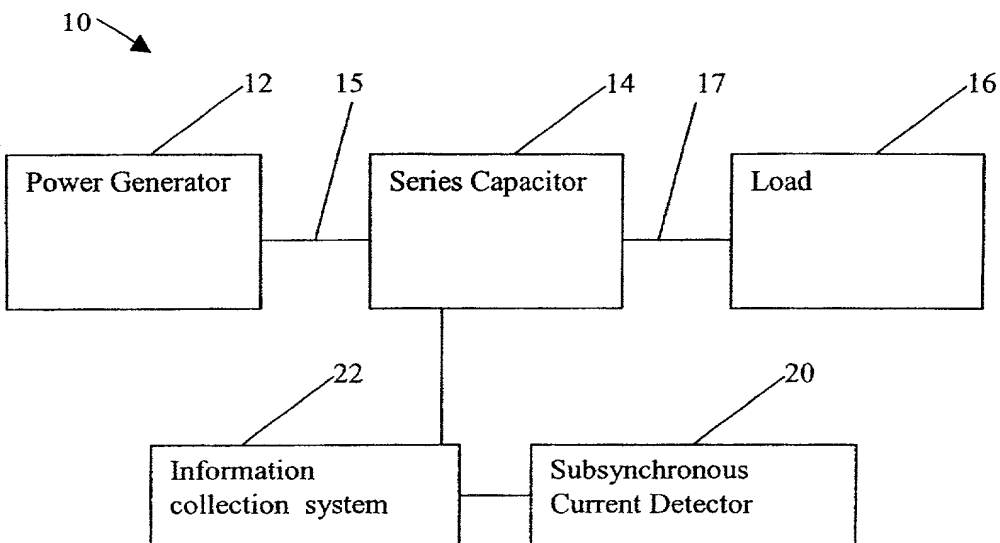 10
12
15
14
17
16
Power Generator
Series Capacitor
Load
22
20
Information
collection system
Subsynchronous
Current Detector